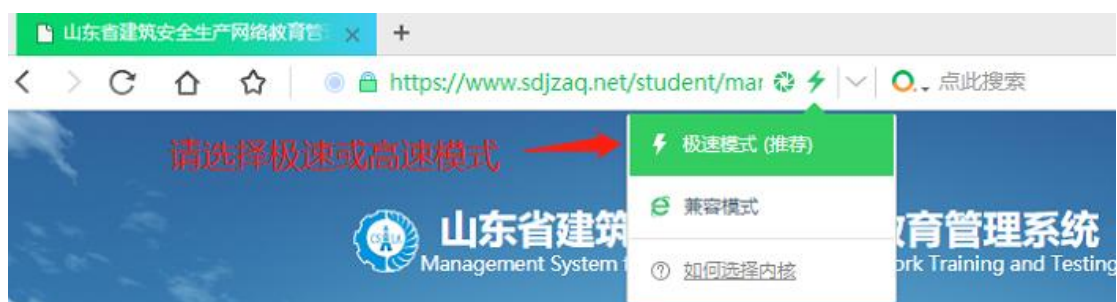 山东省建筑安全生产网络教育管
https://www.sdjzaq.net/student/mar
点此搜索
请选择极速或高速模式
极速模式 (推荐)
兼容模式
山东省建筑
育管理系统
Management System
ork Training and Testing
如何选择内核